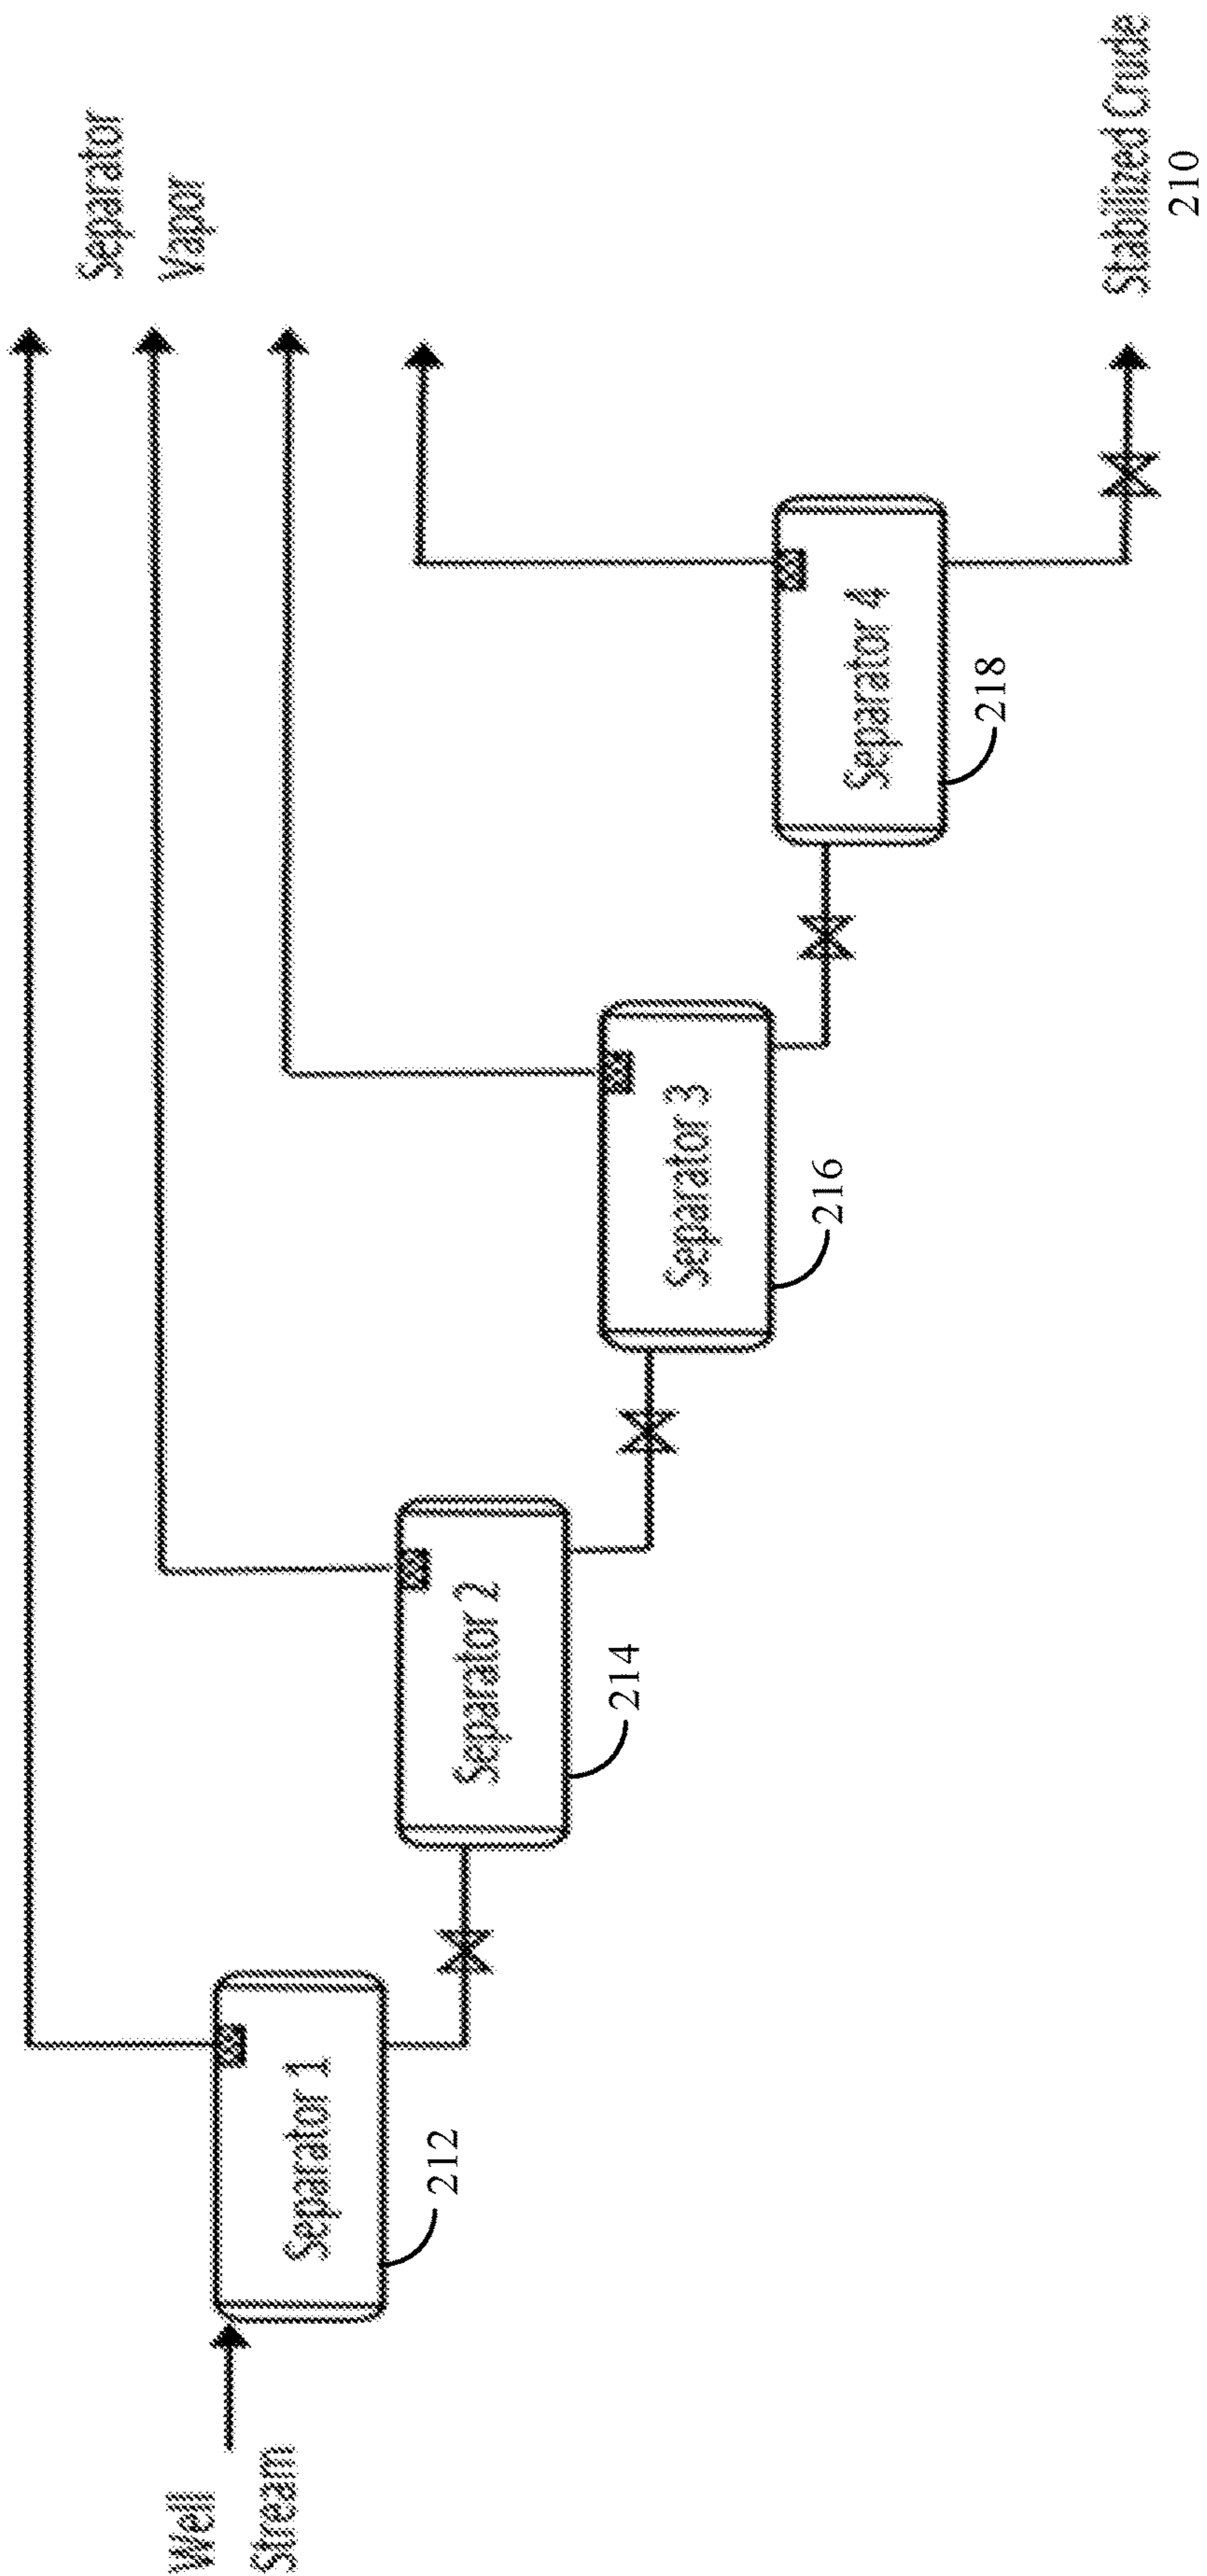 Separator
Vapor
Well
Stream
Separator 1
212
Separator 2
214
Separator 3
216
Separator 4
218
Stabilized Crude
210